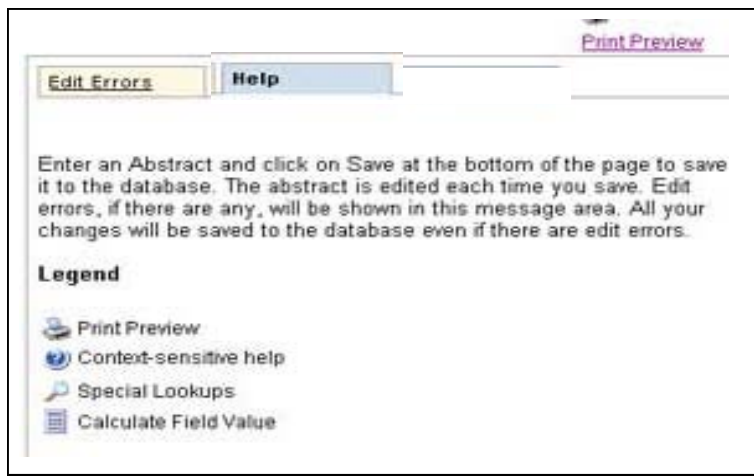 Print Preview
Edit Errors
Help
Enter an Abstract and click on Save at the bottom of the page to save
it to the database. The abstract is edited each time you save. Edit
errors, if there are any, will be shown in this message area. All your
changes will be saved to the database even if there are edit errors.
Legend
Print Preview
Context-sensitive help
Special Lookups
Calculate Field Value